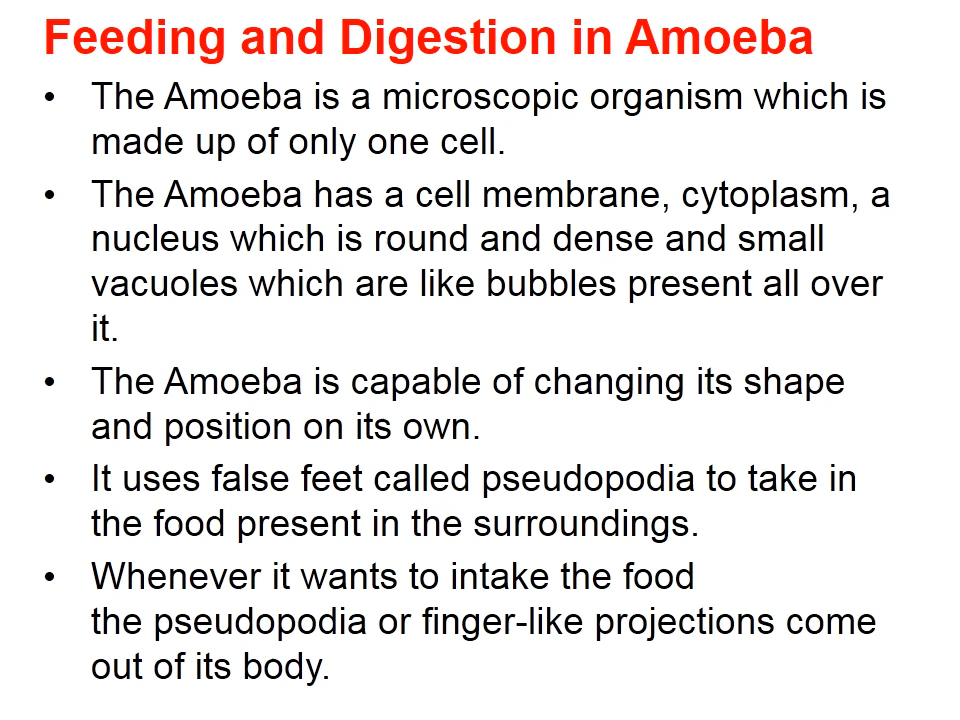 Feeding and Digestion in Amoeba
• The Amoeba is a microscopic organism which is
made up of only one cell.
• The Amoeba has a cell membrane, cytoplasm, a
nucleus which is round and dense and small
vacuoles which are like bubbles present all over
it.
• The Amoeba is capable of changing its shape
and position on its own.
• It uses false feet called pseudopodia to take in
the food present in the surroundings.
• Whenever it wants to intake the food
the pseudopodia or finger-like projections come
out of its body.